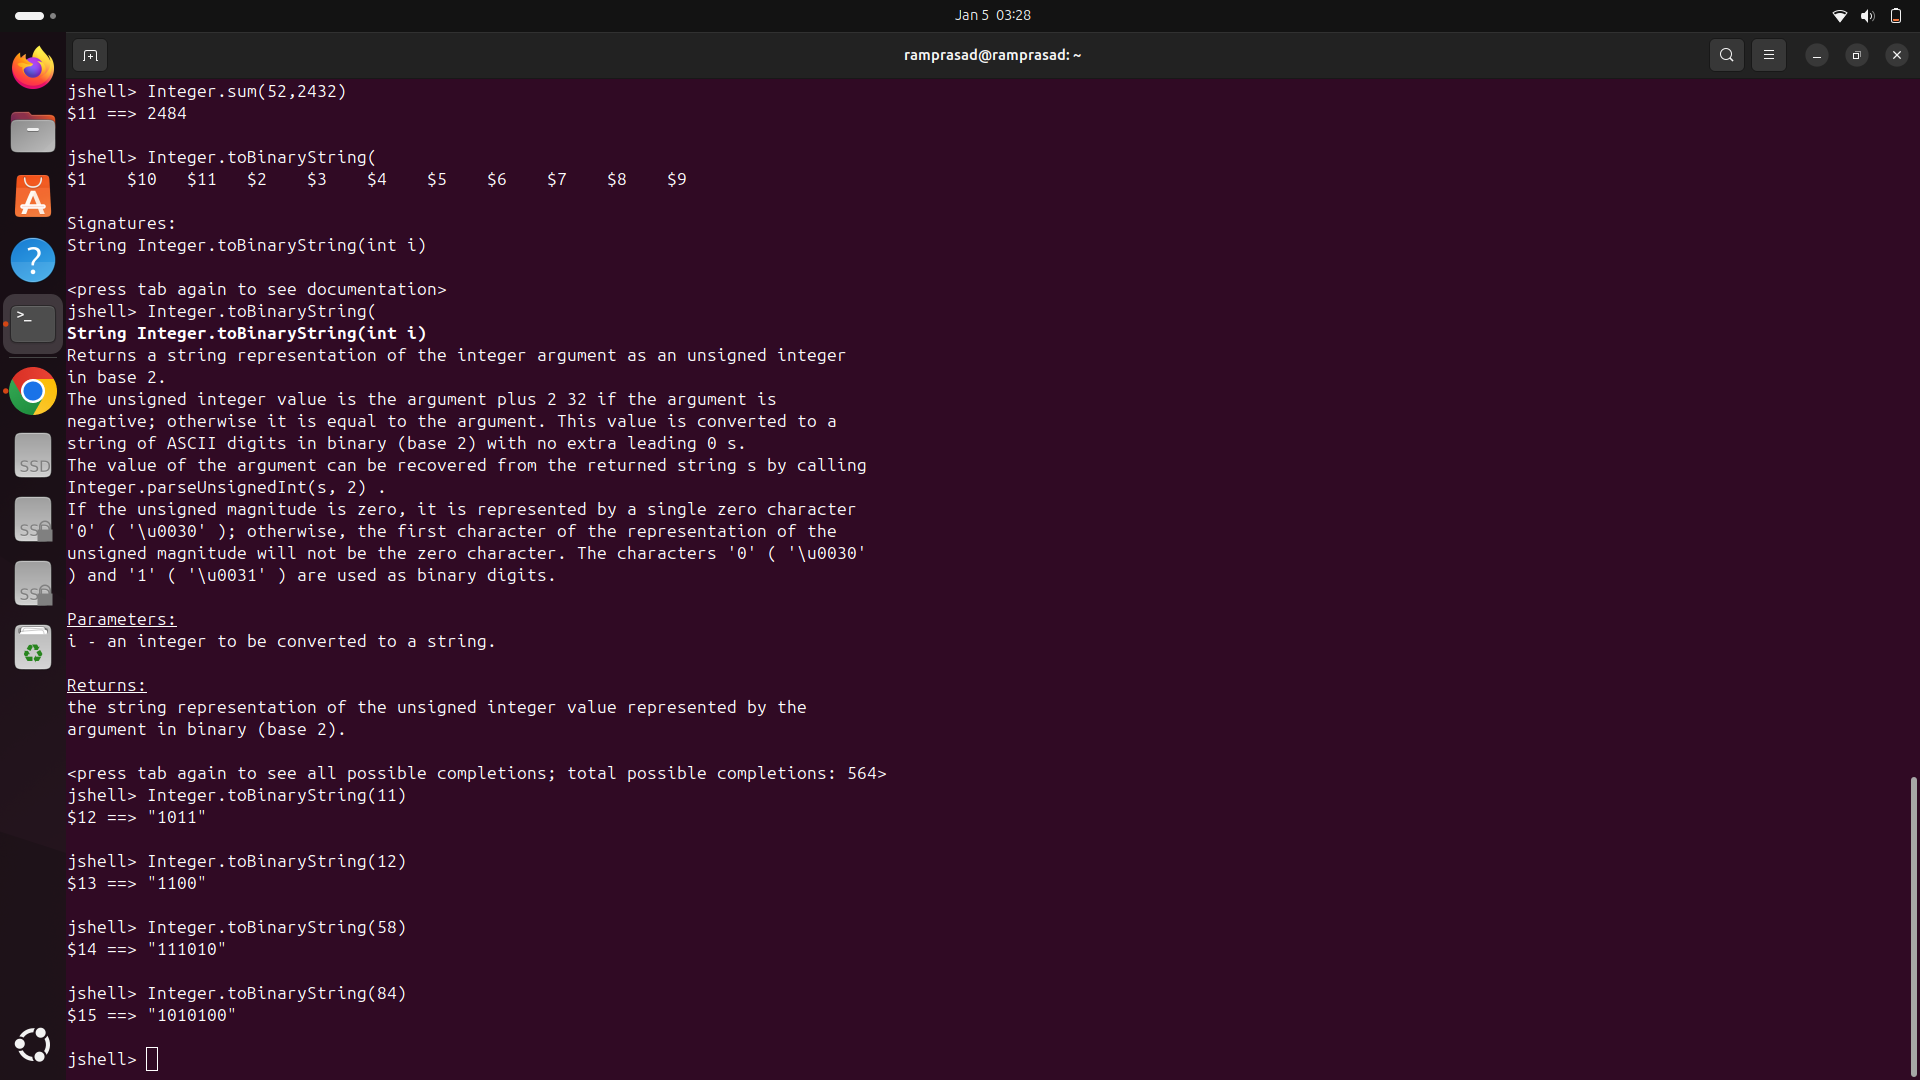 Jan 5 03:28
ramprasad@ramprasad: ~
jshell> Integer.sum(52,2432)
$11 ==> 2484
jshell> Integer.toBinaryString(
$1 $10 $11 $2 $3 $4 $5 $6 $7 $8 $9
Signatures:
String Integer.toBinaryString(int i)
<press tab again to see documentation>
jshell> Integer.toBinaryString(
String Integer.toBinaryString(int i)
Returns a string representation of the integer argument as an unsigned integer
in base 2.
The unsigned integer value is the argument plus 2 32 if the argument is
negative; otherwise it is equal to the argument. This value is converted to a
string of ASCII digits in binary (base 2) with no extra leading 0 s.
The value of the argument can be recovered from the returned string s by calling
Integer.parseUnsignedInt(s, 2) .
If the unsigned magnitude is zero, it is represented by a single zero character
'0' ( '\u0030' ); otherwise, the first character of the representation of the
unsigned magnitude will not be the zero character. The characters '0' ( '\u0030'
) and '1' ( '\u0031' ) are used as binary digits.
Parameters:
i - an integer to be converted to a string.
Returns:
the string representation of the unsigned integer value represented by the
argument in binary (base 2).
<press tab again to see all possible completions; total possible completions: 564>
jshell> Integer.toBinaryString(11)
$12 ==> "1011"
jshell> Integer.toBinaryString(12)
$13 ==> "1100"
jshell> Integer.toBinaryString(58)
$14 ==> "111010"
jshell> Integer.toBinaryString(84)
$15 ==> "1010100"
jshell>
>_
SSD
SSD
SSD